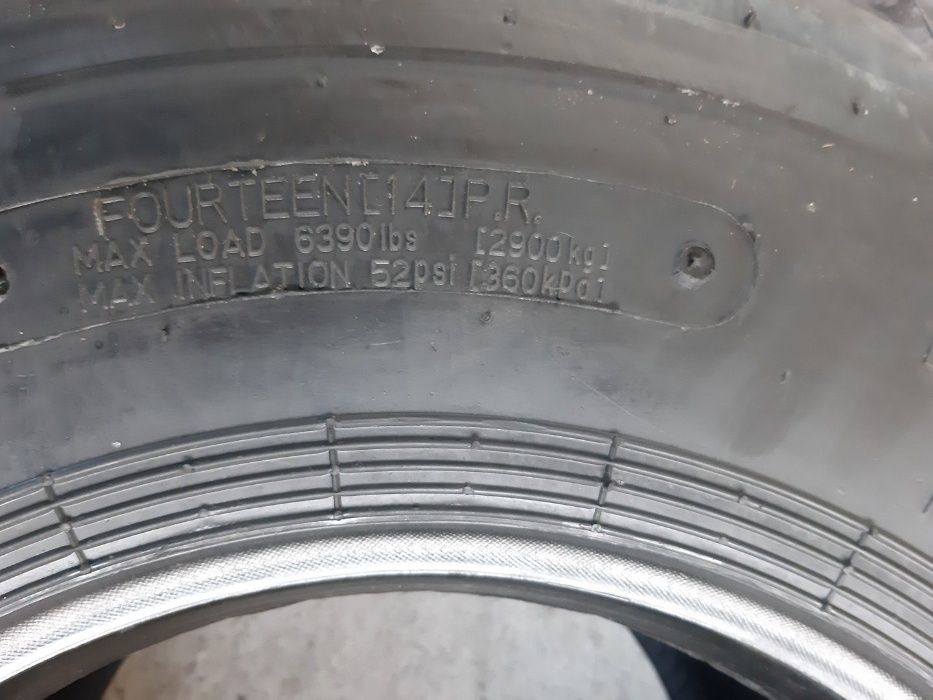 FOURTEEN[14]P.R.
MAX LOAD 6390lbs [2900kg]
MAX INFLATION 52psi [360kPa]